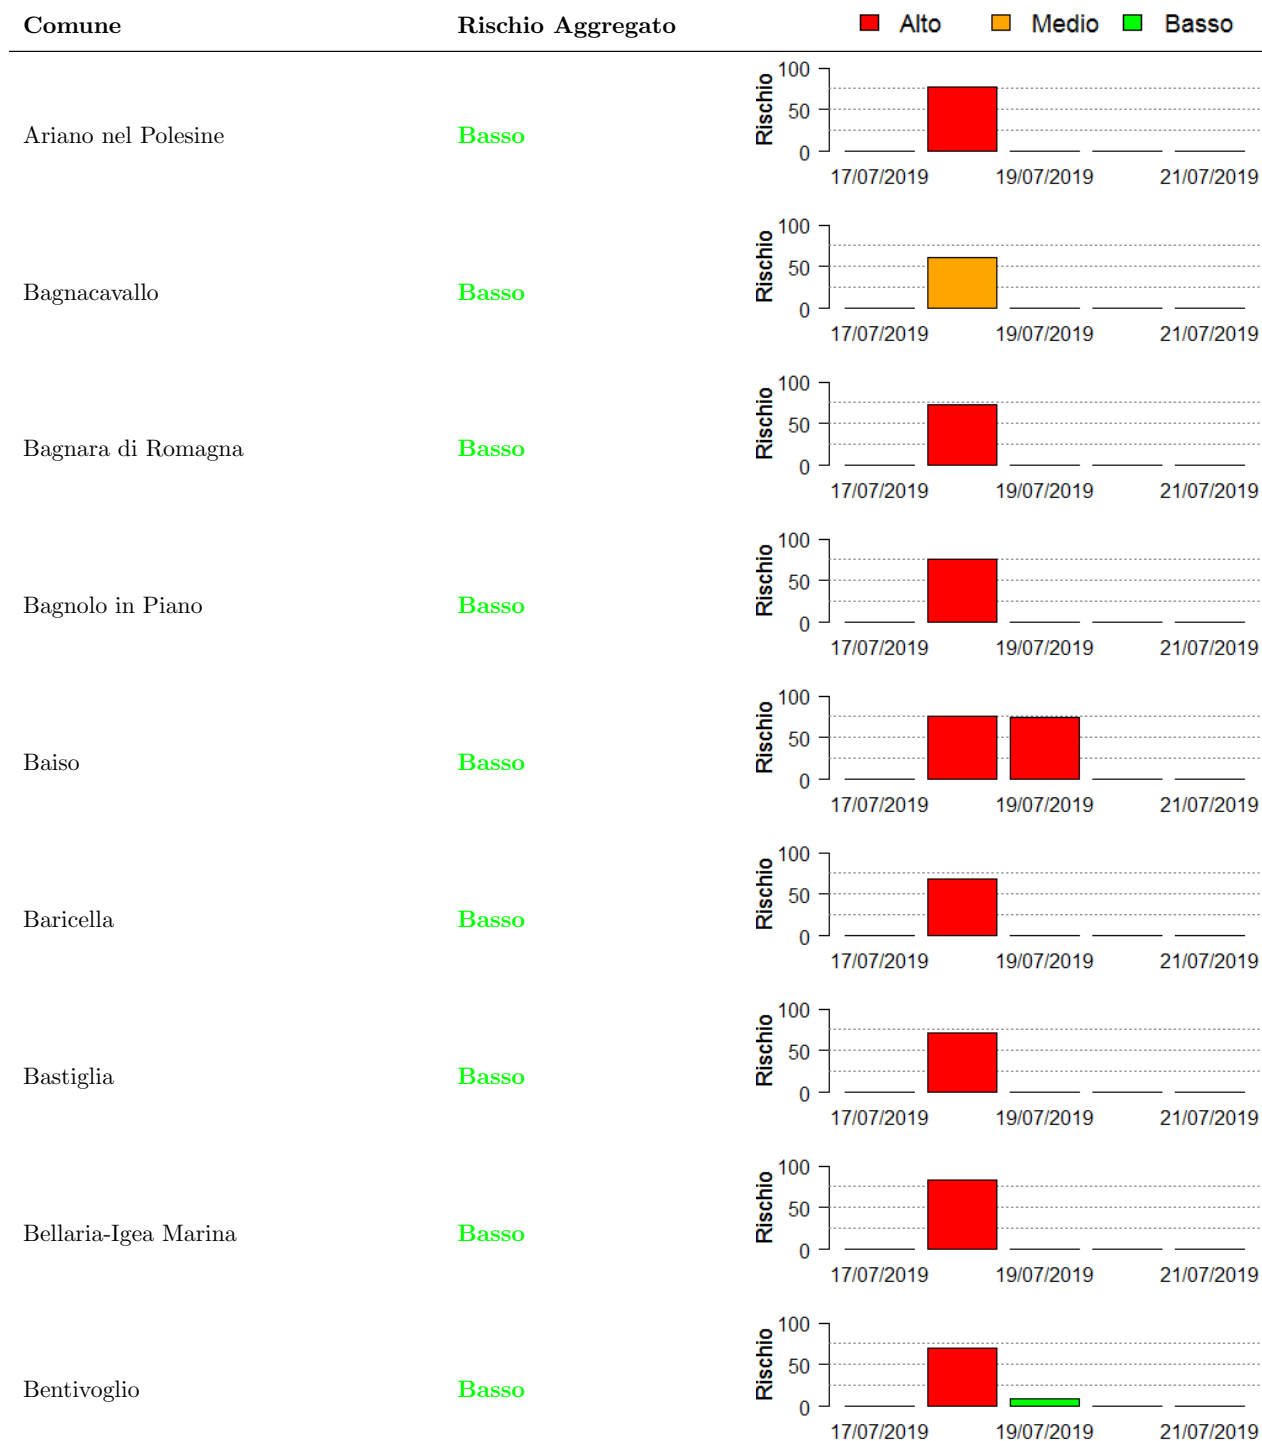 Comune Rischio Aggregato Alto Medio Basso
Ariano nel Polesine Basso
Rischio
100
50
0
17/07/2019 19/07/2019 21/07/2019
Bagnacavallo Basso
Rischio
100
50
0
17/07/2019 19/07/2019 21/07/2019
Bagnara di Romagna Basso
Rischio
100
50
0
17/07/2019 19/07/2019 21/07/2019
Bagnolo in Piano Basso
Rischio
100
50
0
17/07/2019 19/07/2019 21/07/2019
Baiso Basso
Rischio
100
50
0
17/07/2019 19/07/2019 21/07/2019
Baricella Basso
Rischio
100
50
0
17/07/2019 19/07/2019 21/07/2019
Bastiglia Basso
Rischio
100
50
0
17/07/2019 19/07/2019 21/07/2019
Bellaria-Igea Marina Basso
Rischio
100
50
0
17/07/2019 19/07/2019 21/07/2019
Bentivoglio Basso
Rischio
100
50
0
17/07/2019 19/07/2019 21/07/2019